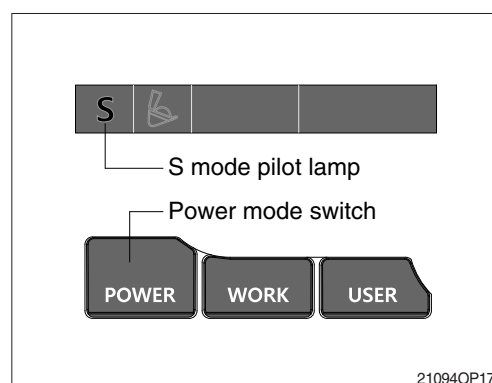 S
S mode pilot lamp
Power mode switch
POWER WORK USER
21094OP17